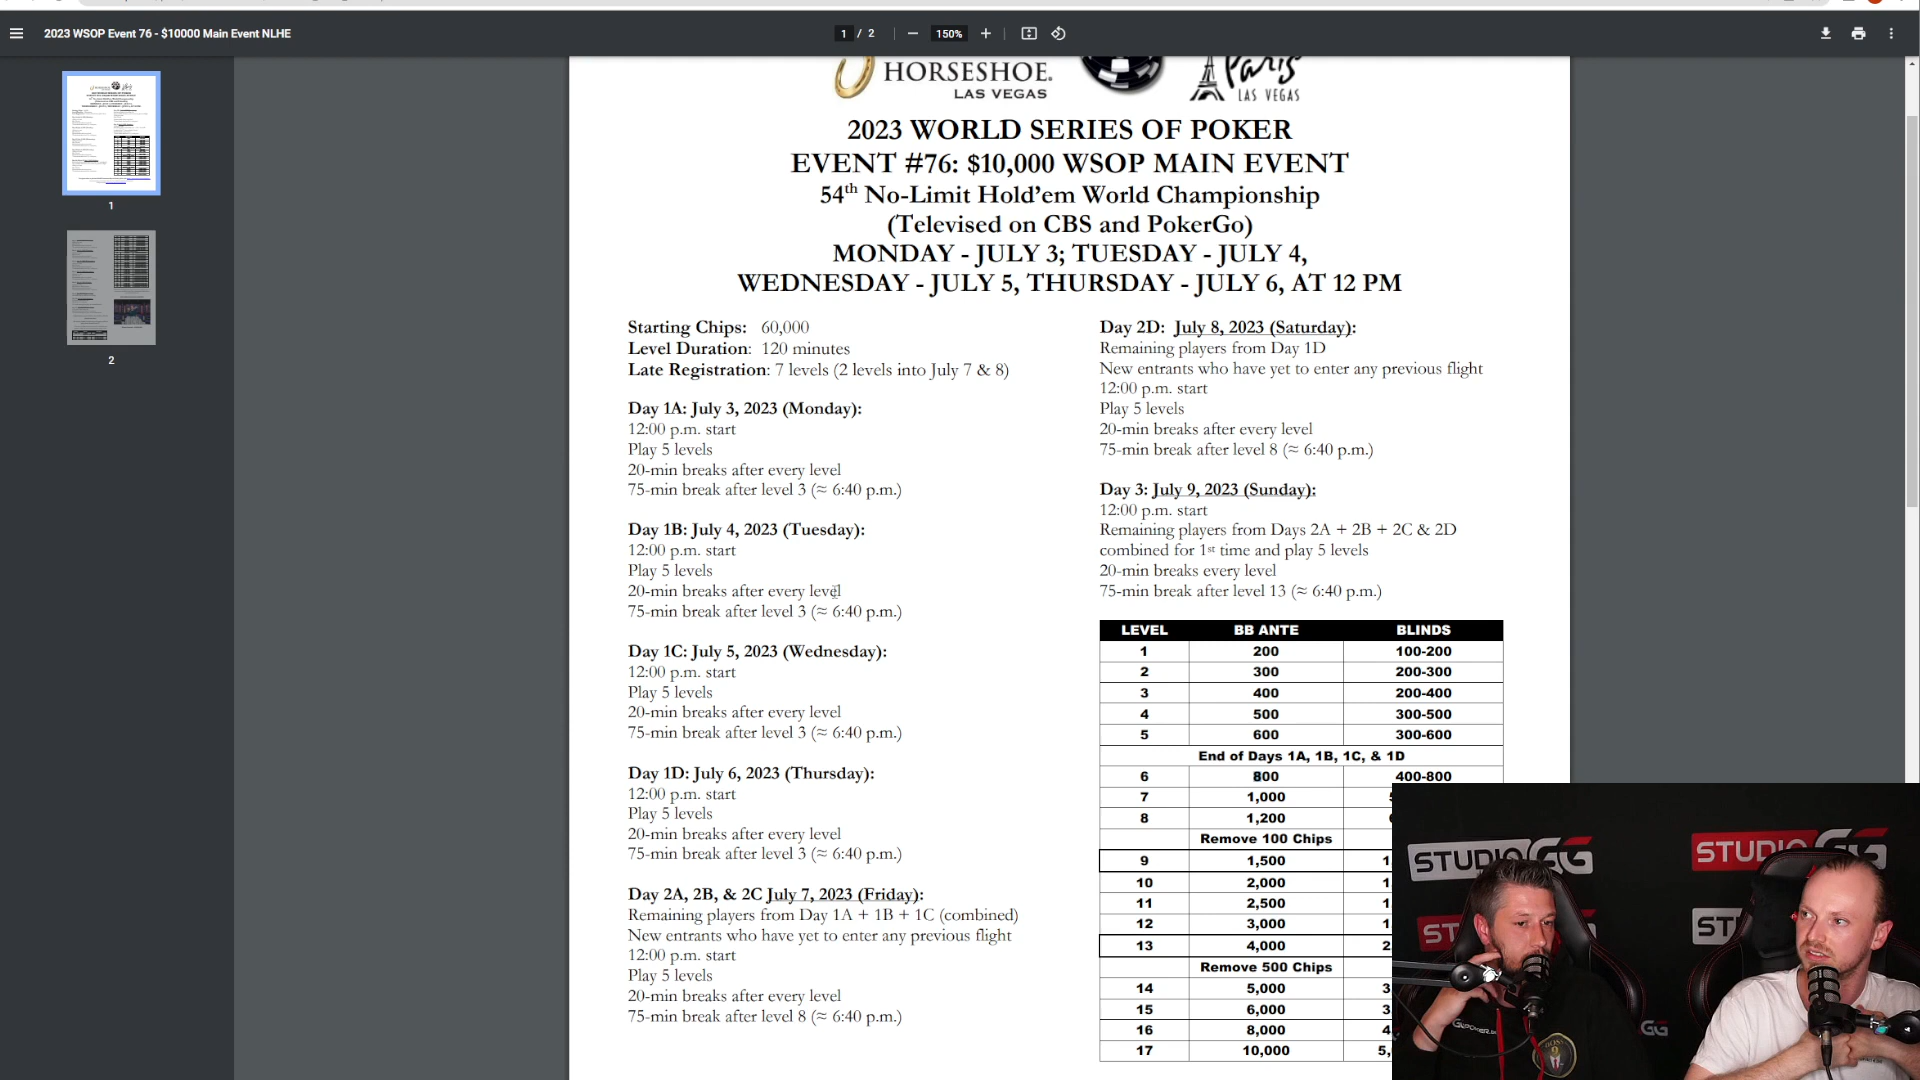 2023 WSOP Event 76 - $10000 Main Event NLHE
1 / 2
150%
1
2
HORSESHOE.
LAS VEGAS
Paris
LAS VEGAS
2023 WORLD SERIES OF POKER
EVENT #76: $10,000 WSOP MAIN EVENT
54th No-Limit Hold'em World Championship
(Televised on CBS and PokerGo)
MONDAY - JULY 3; TUESDAY - JULY 4,
WEDNESDAY - JULY 5, THURSDAY - JULY 6, AT 12 PM
Starting Chips: 60,000
Level Duration: 120 minutes
Late Registration: 7 levels (2 levels into July 7 & 8)
Day 1A: July 3, 2023 (Monday):
12:00 p.m. start
Play 5 levels
20-min breaks after every level
75-min break after level 3 (≈ 6:40 p.m.)
Day 1B: July 4, 2023 (Tuesday):
12:00 p.m. start
Play 5 levels
20-min breaks after every level
75-min break after level 3 (≈ 6:40 p.m.)
Day 1C: July 5, 2023 (Wednesday):
12:00 p.m. start
Play 5 levels
20-min breaks after every level
75-min break after level 3 (≈ 6:40 p.m.)
Day 1D: July 6, 2023 (Thursday):
12:00 p.m. start
Play 5 levels
20-min breaks after every level
75-min break after level 3 (≈ 6:40 p.m.)
Day 2A, 2B, & 2C July 7, 2023 (Friday):
Remaining players from Day 1A + 1B + 1C (combined)
New entrants who have yet to enter any previous flight
12:00 p.m. start
Play 5 levels
20-min breaks after every level
75-min break after level 8 (≈ 6:40 p.m.)
Day 2D: July 8, 2023 (Saturday):
Remaining players from Day 1D
New entrants who have yet to enter any previous flight
12:00 p.m. start
Play 5 levels
20-min breaks after every level
75-min break after level 8 (≈ 6:40 p.m.)
Day 3: July 9, 2023 (Sunday):
12:00 p.m. start
Remaining players from Days 2A + 2B + 2C & 2D
combined for 1st time and play 5 levels
20-min breaks every level
75-min break after level 13 (≈ 6:40 p.m.)
LEVEL BB ANTE BLINDS
1 200 100-200
2 300 200-300
3 400 200-400
4 500 300-500
5 600 300-600
End of Days 1A, 1B, 1C, & 1D
6 800 400-800
7 1,000
8 1,200
Remove 100 Chips
9 1,500
10 2,000
11 2,500
12 3,000
13 4,000
Remove 500 Chips
14 5,000
15 6,000
16 8,000
17 10,000
STUDIO GG
STUDIO GG